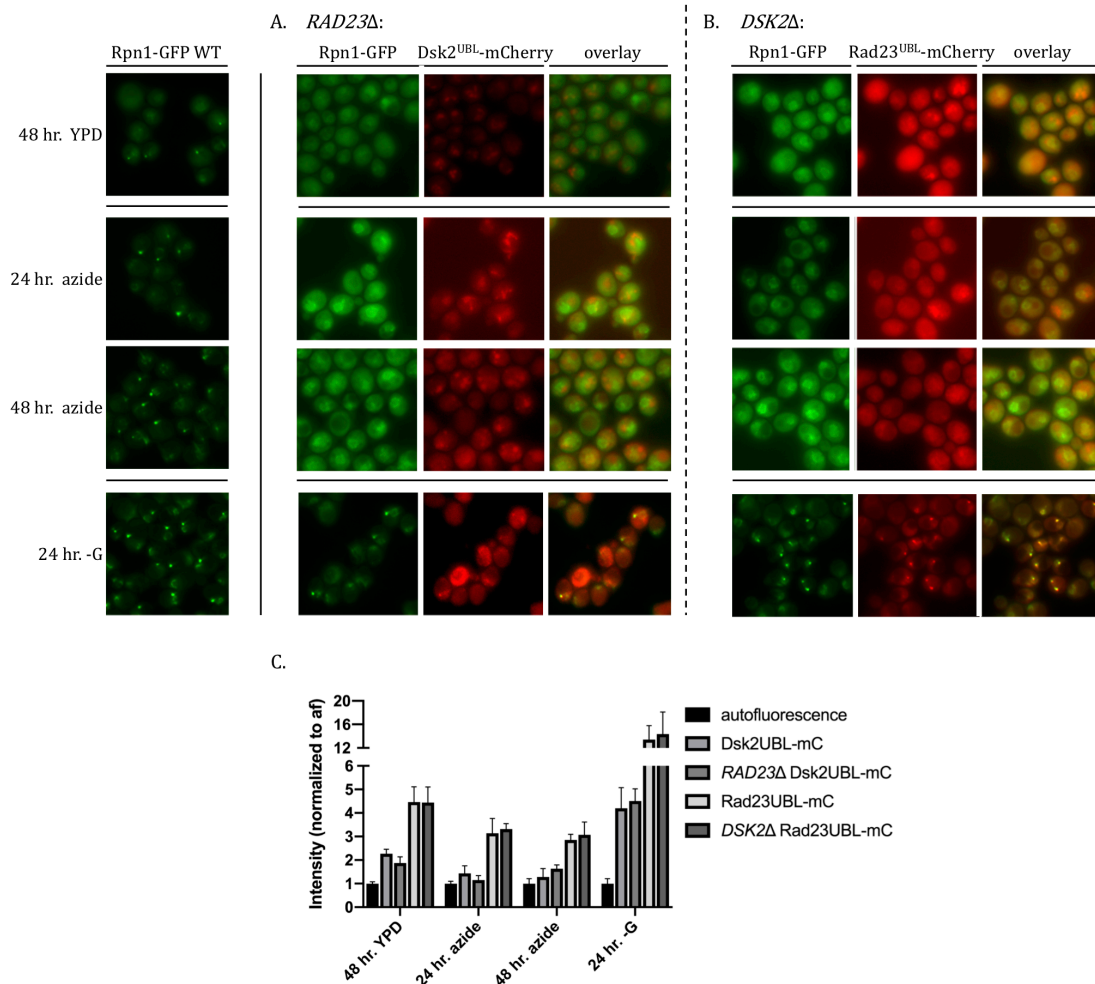 A. RAD23Δ:
B. DSK2Δ:
Rpn1-GFP WT
Rpn1-GFP Dsk2UBL-mCherry overlay
Rpn1-GFP Rad23UBL-mCherry overlay
48 hr. YPD
24 hr. azide
48 hr. azide
24 hr. -G
C.
Intensity (normalized to af)
20
16
12
6
5
4
3
2
1
0
48 hr. YPD
24 hr. azide
48 hr. azide
24 hr. -G
autofluorescence
Dsk2UBL-mC
RAD23Δ Dsk2UBL-mC
Rad23UBL-mC
DSK2Δ Rad23UBL-mC